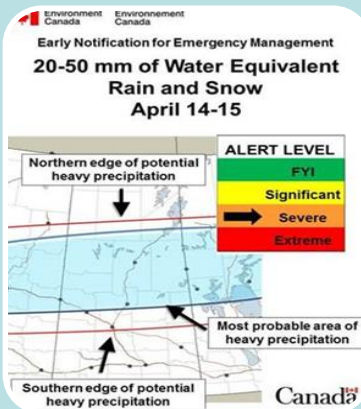 Environment
Canada
Environnement
Canada
Early Notification for Emergency Management
20-50 mm of Water Equivalent
Rain and Snow
April 14-15
ALERT LEVEL
FYI
Significant
Severe
Extreme
Northern edge of potential
heavy precipitation
Most probable area of
heavy precipitation
Southern edge of potential
heavy precipitation
Canada